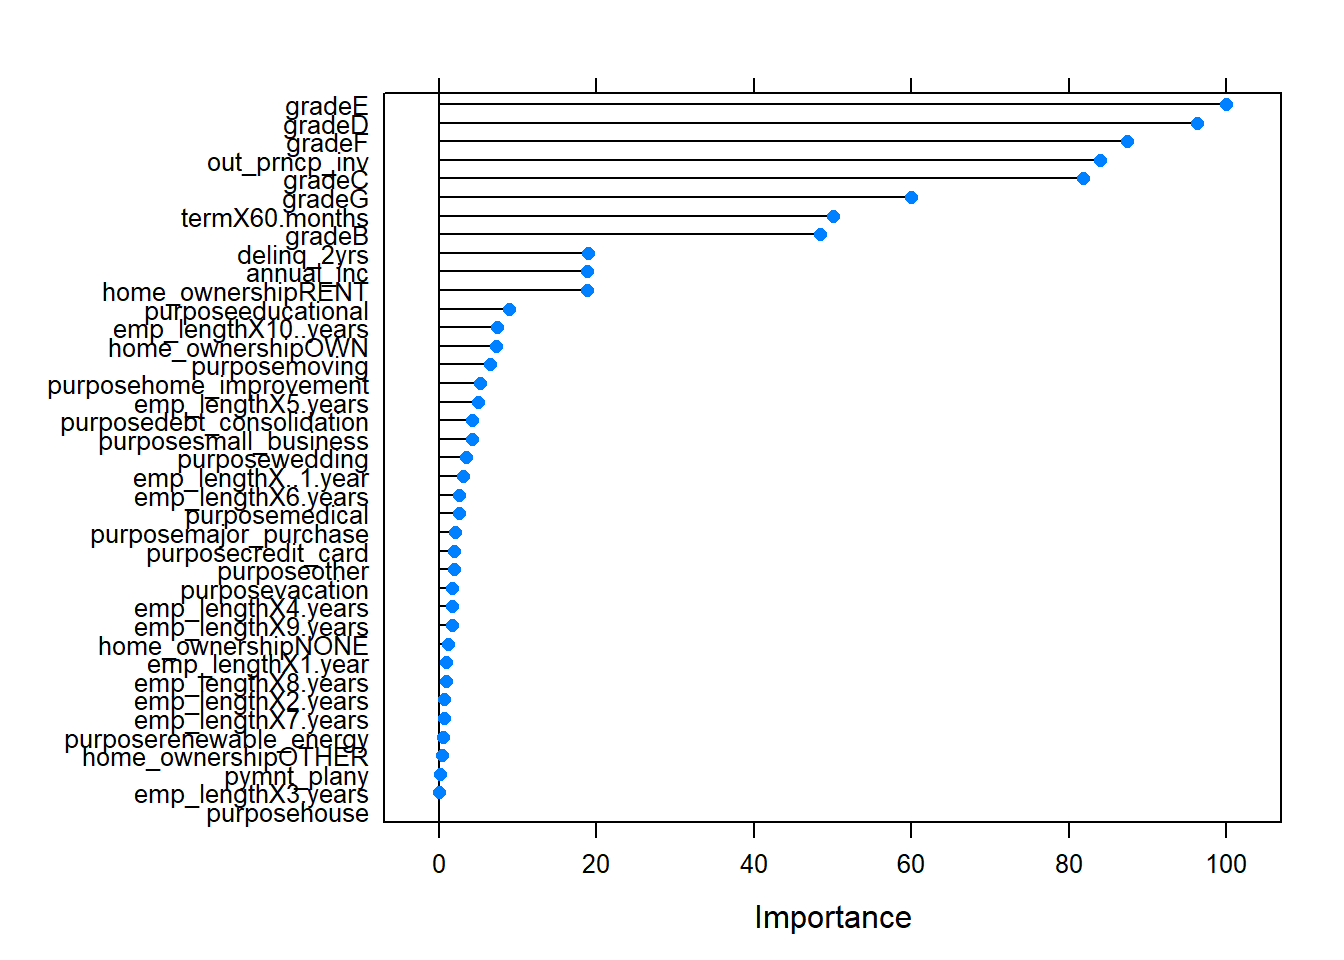 gradeE
gradeD
gradeF
out_prncp_inv
gradeC
gradeG
termX60.months
gradeB
delinq_2yrs
annual_inc
home_ownershipRENT
purposeeducational
emp_lengthX10..years
home_ownershipOWN
purposemoving
purposehome_improvement
emp_lengthX5.years
purposedebt_consolidation
purposesmall_business
purposewedding
emp_lengthX..1.year
emp_lengthX6.years
purposemedical
purposemajor_purchase
purposecredit_card
purposeother
purposevacation
emp_lengthX4.years
emp_lengthX9.years
home_ownershipNONE
emp_lengthX1.year
emp_lengthX8.years
emp_lengthX2.years
emp_lengthX7.years
purposerenewable_energy
home_ownershipOTHER
pymnt_plany
emp_lengthX3.years
purposehouse
0 20 40 60 80 100
Importance